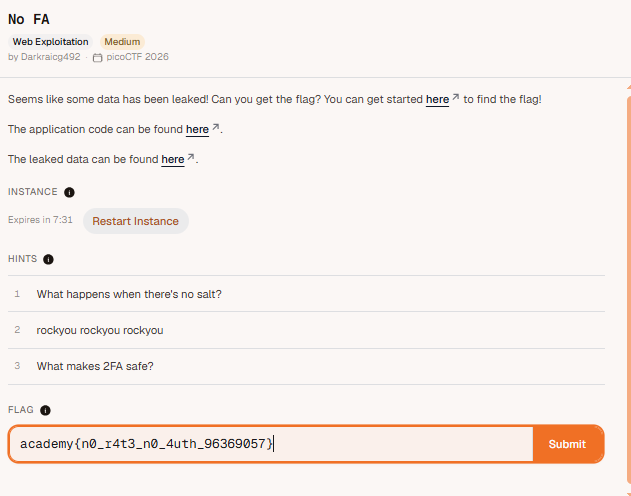 No FA
Web Exploitation Medium
by Darkraicg492 · picoCTF 2026
Seems like some data has been leaked! Can you get the flag? You can get started here to find the flag!
The application code can be found here.
The leaked data can be found here.
INSTANCE
Expires in 7:31 Restart Instance
HINTS
1 What happens when there's no salt?
2 rockyou rockyou rockyou
3 What makes 2FA safe?
FLAG
academy{n0_r4t3_n0_4uth_96369057} Submit